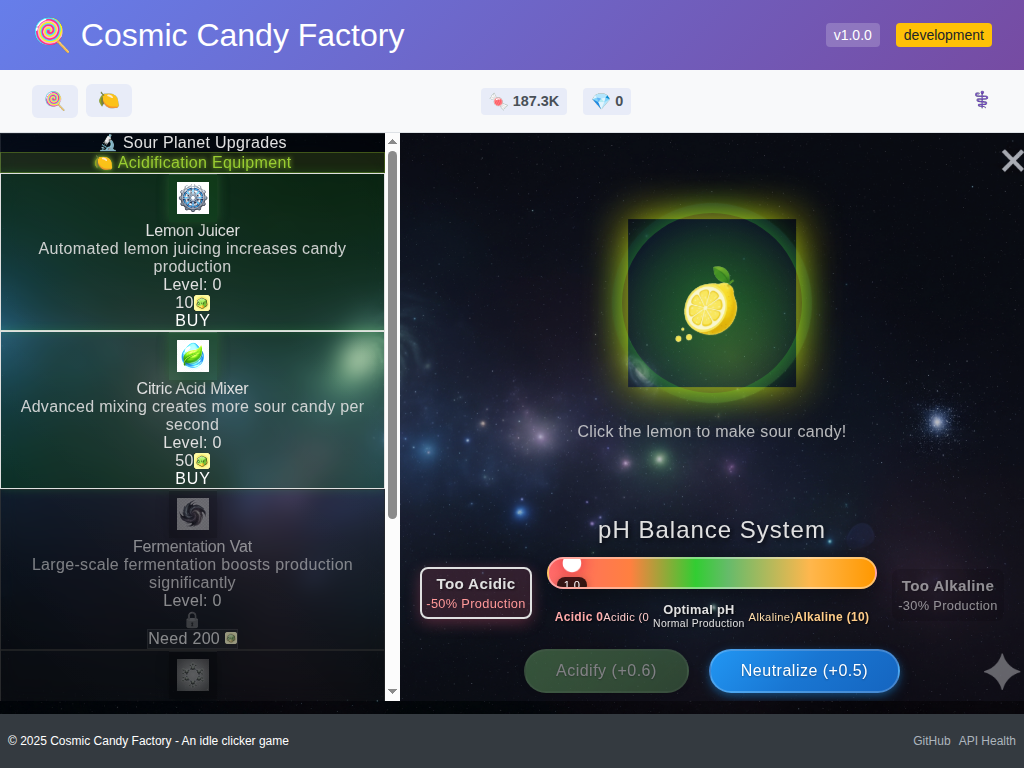 Cosmic Candy Factory
v1.0.0
development
187.3K
0
🔬 Sour Planet Upgrades
🍋 Acidification Equipment
Lemon Juicer
Automated lemon juicing increases candy
production
Level: 0
10
BUY
Citric Acid Mixer
Advanced mixing creates more sour candy per
second
Level: 0
50
BUY
Fermentation Vat
Large-scale fermentation boosts production
significantly
Level: 0
Need 200
Click the lemon to make sour candy!
pH Balance System
Too Acidic
-50% Production
1.0
Acidic 0
Acidic (0
Optimal pH
Normal Production
Alkaline)
Alkaline (10)
Too Alkaline
-30% Production
Acidify (+0.6)
Neutralize (+0.5)
© 2025 Cosmic Candy Factory - An idle clicker game
GitHub
API Health